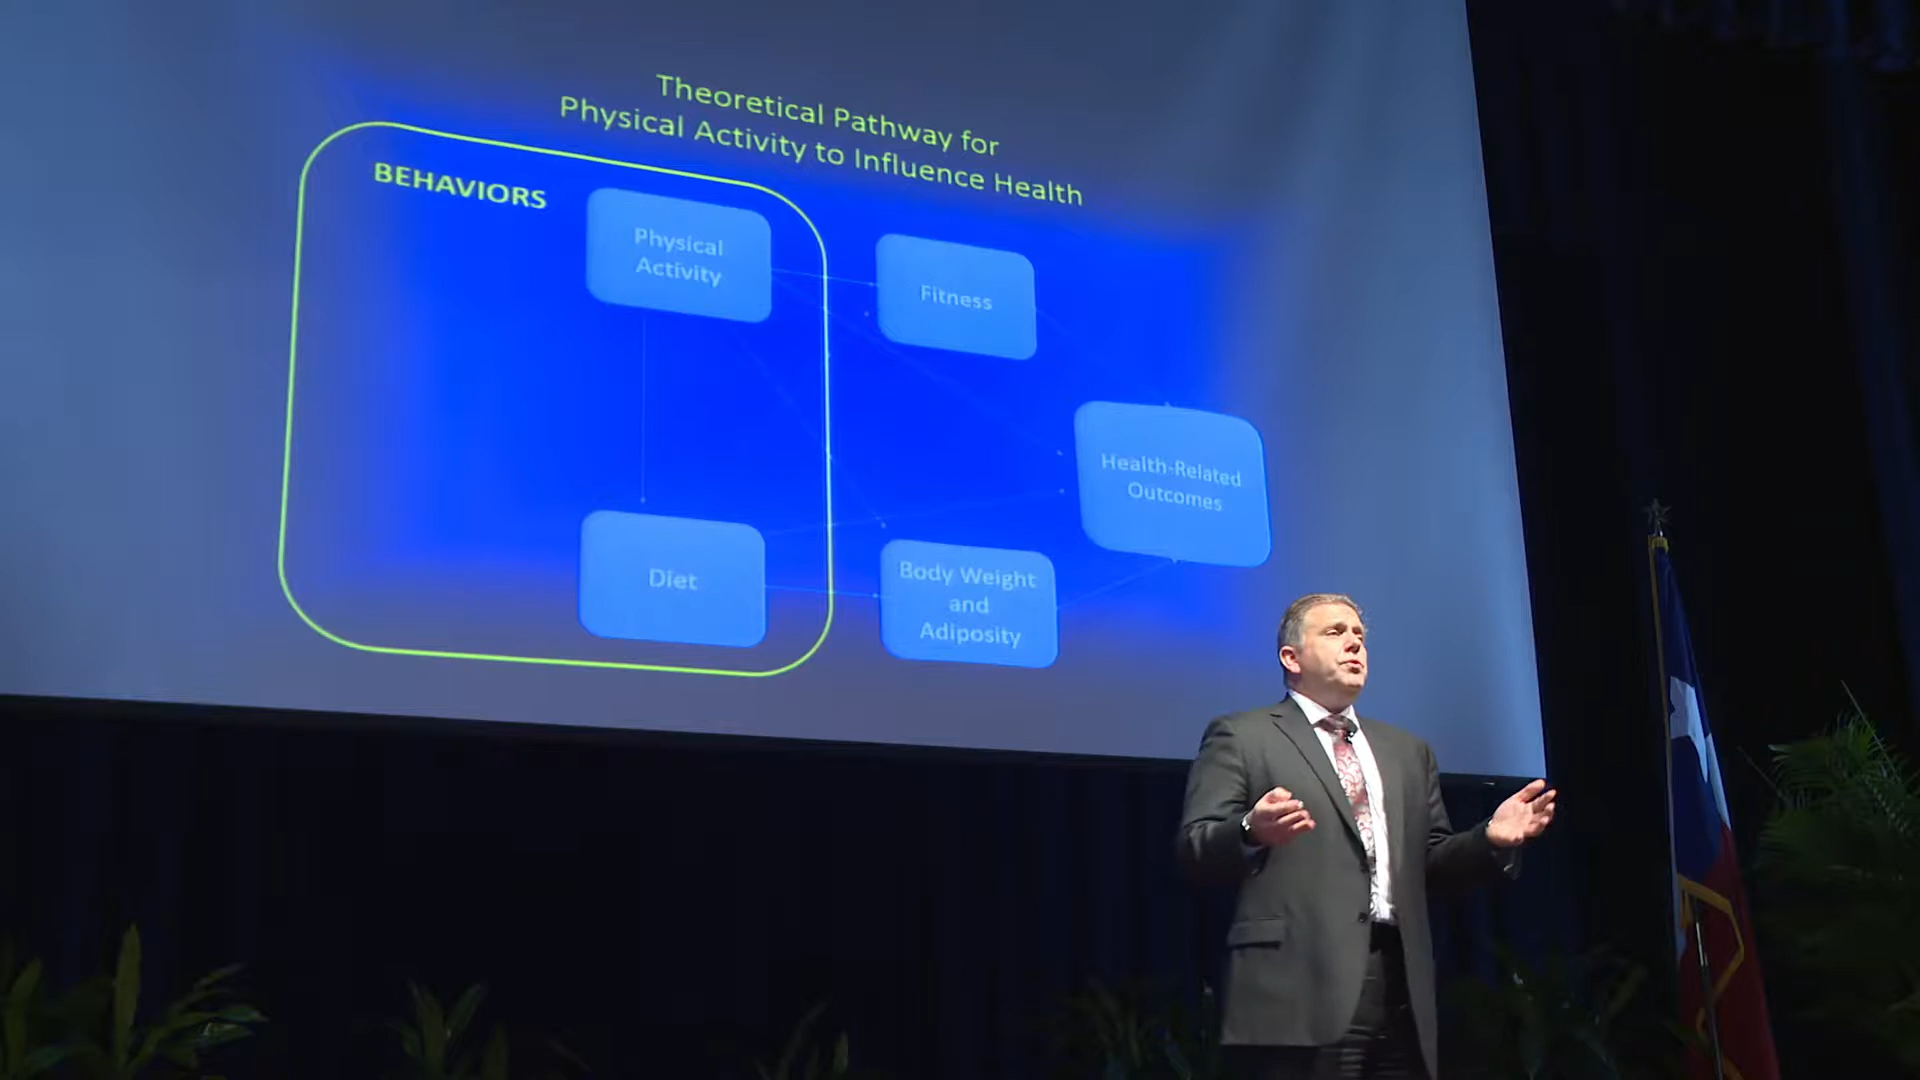 Theoretical Pathway for
Physical Activity to Influence Health
BEHAVIORS
Physical
Activity
Fitness
Health-Related
Outcomes
Diet
Body Weight
and
Adiposity